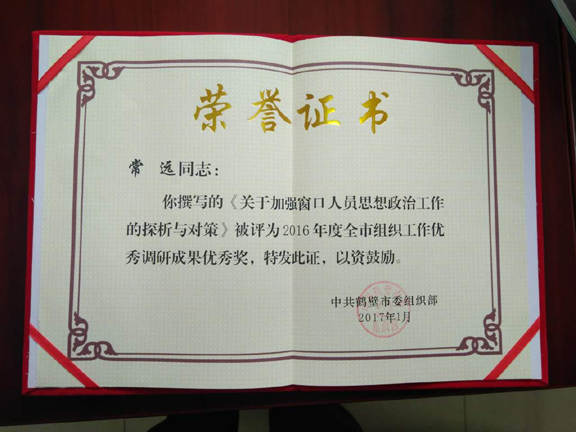 荣誉证书
常 远同志：
你撰写的《关于加强窗口人员思想政治工作
的探析与对策》被评为2016年度全市组织工作优
秀调研成果优秀奖，特发此证，以资鼓励。
中共鹤壁市委组织部
2017年1月